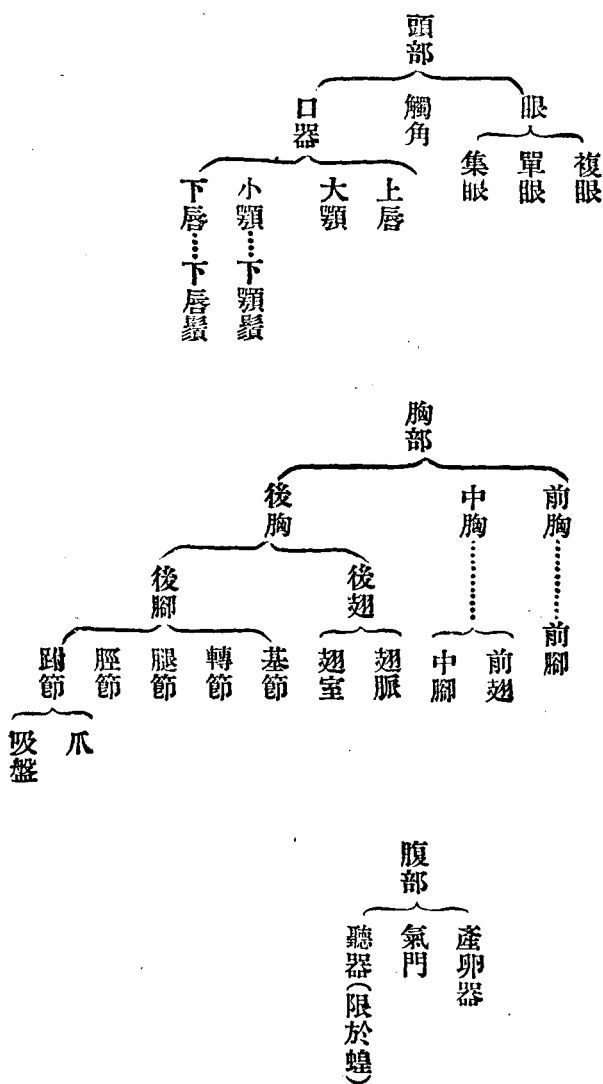 頭部
眼
複眼
單眼
集眼
觸角
口器
上唇
大顎
小顎……下顎鬚
下唇……下唇鬚
胸部
前胸………前腳
中胸………
前翅
中腳
後胸
後翅
翅脈
翅室
後腳
基節
轉節
腿節
脛節
跗節
爪
吸盤
腹部
產卵器
氣門
聽器(限於蝗)